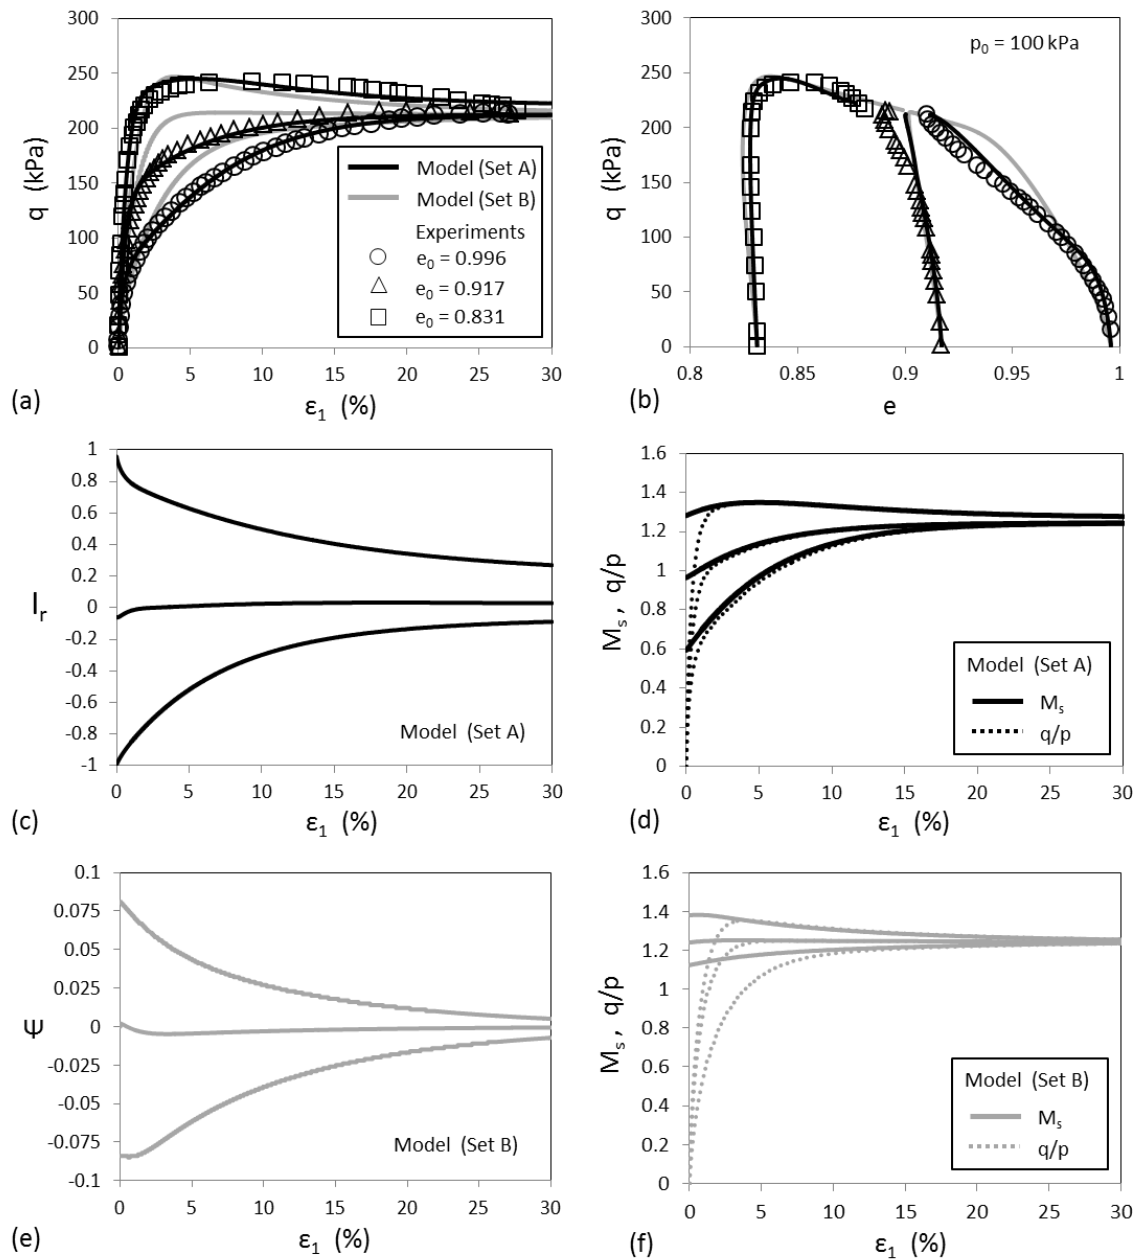 300
250
200
150
100
50
0
q (kPa)
Model (Set A)
Model (Set B)
Experiments
e₀ = 0.996
e₀ = 0.917
e₀ = 0.831
0 5 10 15 20 25 30
(a)
ε₁ (%)
300
250
200
150
100
50
0
q (kPa)
p₀ = 100 kPa
0.8 0.85 0.9 0.95 1
(b)
e
1
0.8
0.6
0.4
0.2
0
-0.2
-0.4
-0.6
-0.8
-1
Iᵣ
Model (Set A)
0 5 10 15 20 25 30
(c)
ε₁ (%)
1.6
1.4
1.2
1
0.8
0.6
0.4
0.2
0
Mₛ , q/p
Model (Set A)
Mₛ
q/p
0 5 10 15 20 25 30
(d)
ε₁ (%)
0.1
0.075
0.05
0.025
0
-0.025
-0.05
-0.075
-0.1
Ψ
Model (Set B)
0 5 10 15 20 25 30
(e)
ε₁ (%)
1.6
1.4
1.2
1
0.8
0.6
0.4
0.2
0
Mₛ , q/p
Model (Set B)
Mₛ
q/p
0 5 10 15 20 25 30
(f)
ε₁ (%)